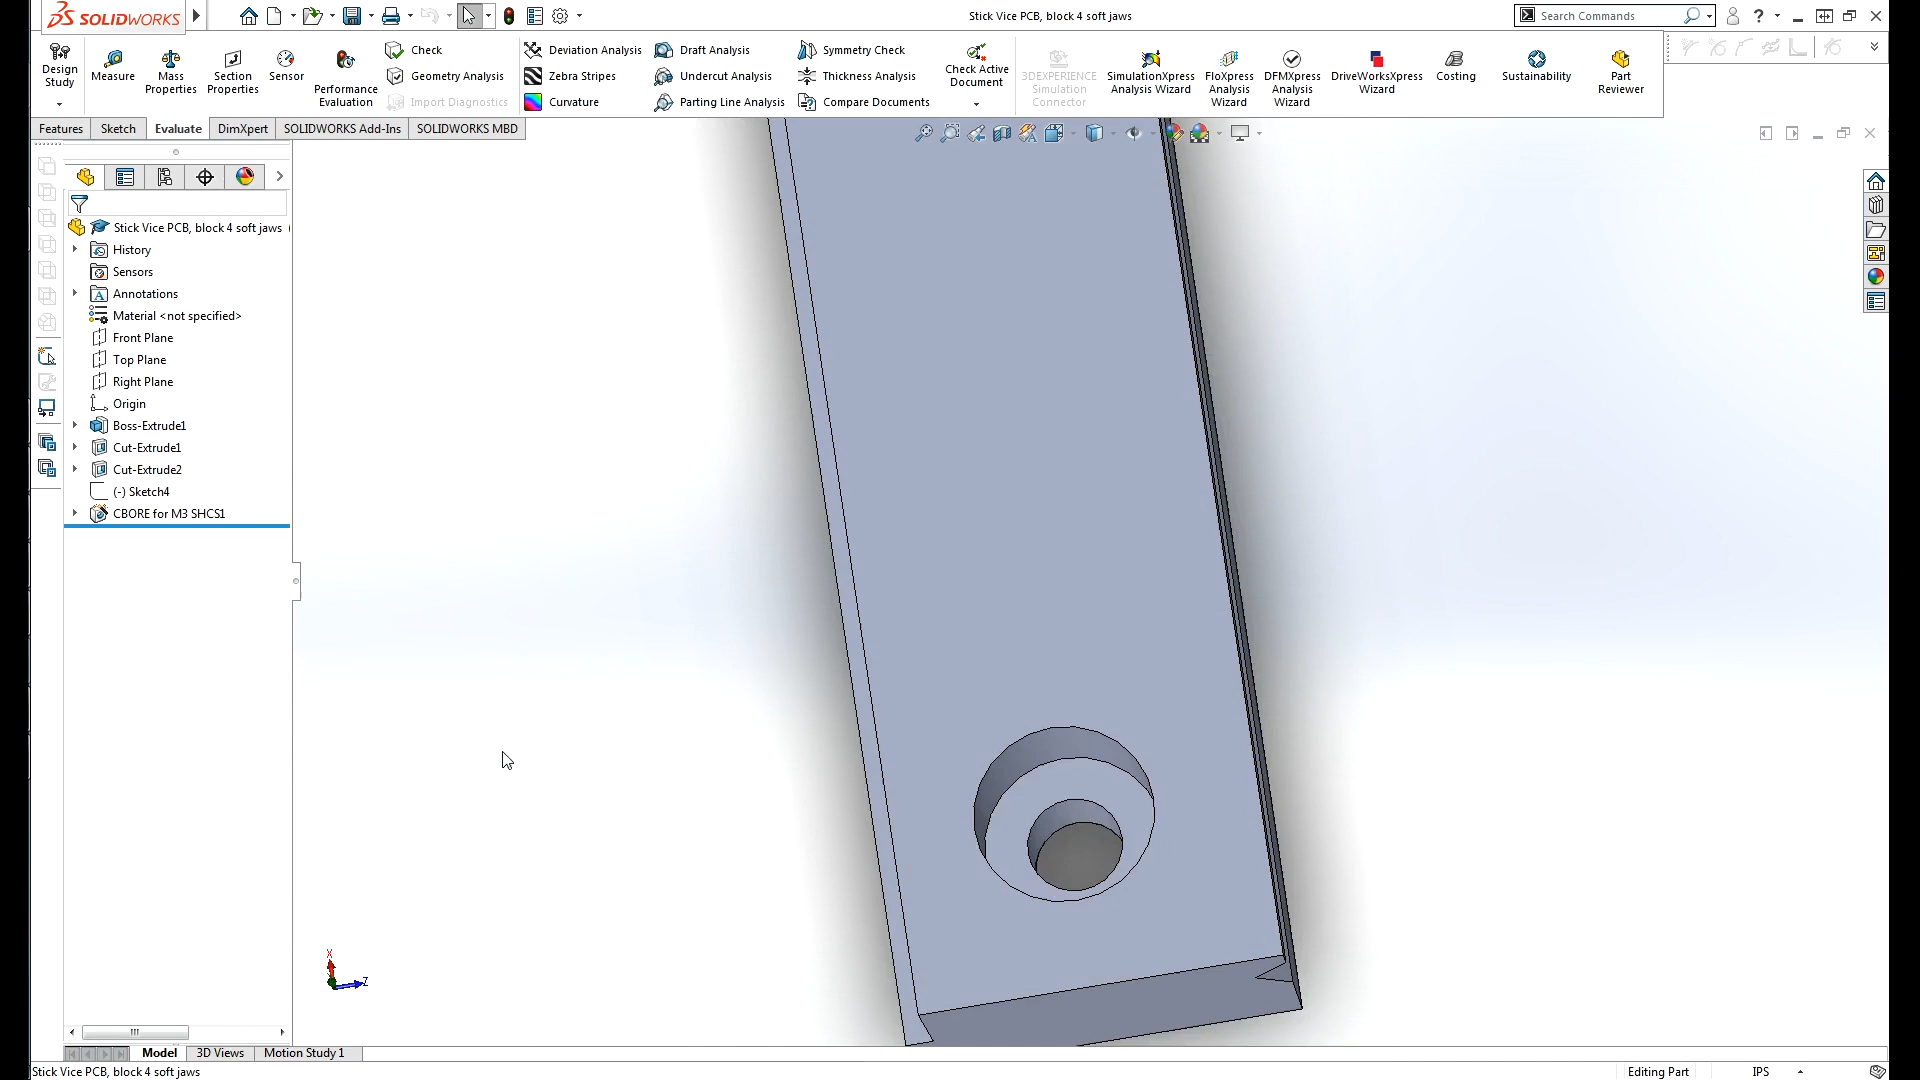 SOLIDWORKS
Stick Vice PCB, block 4 soft jaws
Search Commands
?
Design Study
Measure
Mass Properties
Section Properties
Sensor
Performance Evaluation
Check
Geometry Analysis
Import Diagnostics
Deviation Analysis
Zebra Stripes
Curvature
Draft Analysis
Undercut Analysis
Parting Line Analysis
Symmetry Check
Thickness Analysis
Compare Documents
Check Active Document
3DEXPERIENCE Simulation Connector
SimulationXpress Analysis Wizard
FloXpress Analysis Wizard
DFMXpress Analysis Wizard
DriveWorksXpress Wizard
Costing
Sustainability
Part Reviewer
Features
Sketch
Evaluate
DimXpert
SOLIDWORKS Add-Ins
SOLIDWORKS MBD
Stick Vice PCB, block 4 soft jaws (
History
Sensors
Annotations
Material <not specified>
Front Plane
Top Plane
Right Plane
Origin
Boss-Extrude1
Cut-Extrude1
Cut-Extrude2
(-) Sketch4
CBORE for M3 SHCS1
X
Z
Model
3D Views
Motion Study 1
Stick Vice PCB, block 4 soft jaws
Editing Part
IPS